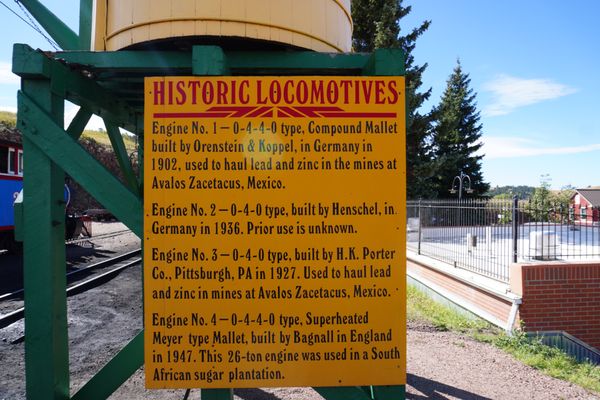 HISTORIC LOCOMOTIVES
Engine No. 1-0-4-4-0 type, Compound Mallet
built by Orenstein & Koppel, in Germany in
1902, used to haul lead and zinc in the mines at
Avalos Zacetacus, Mexico.
Engine No. 2-0-4-0 type, built by Henschel, in
Germany in 1936. Prior use is unknown.
Engine No. 3-0-4-0 type, built by H.K. Porter
Co., Pittsburgh, PA in 1927. Used to haul lead
and zinc in mines at Avalos Zacetacus, Mexico.
Engine No. 4-0-4-4-0 type, Superheated
Meyer type Mallet, built by Bagnall in England
in 1947. This 26-ton engine was used in a South
African sugar plantation.